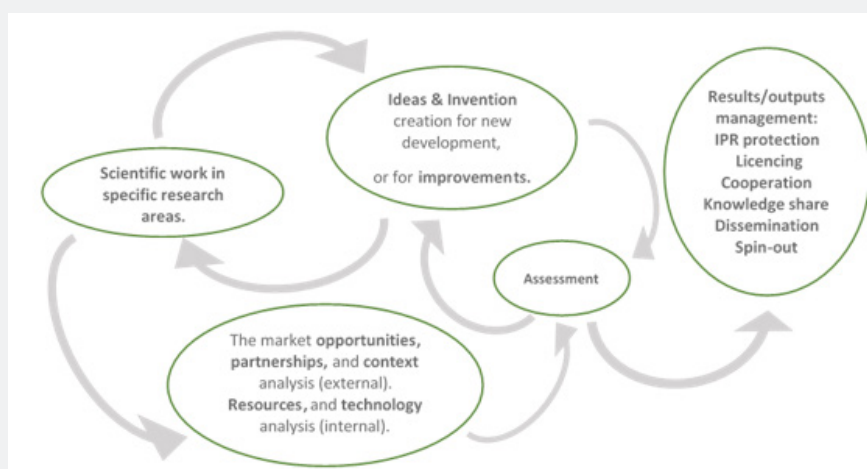 Ideas & Invention
creation for new
development,
or for improvements.
Results/outputs
management:
IPR protection
Licencing
Cooperation
Knowledge share
Dissemination
Spin-out
Scientific work in
specific research
areas.
Assessment
The market opportunities,
partnerships, and context
analysis (external).
Resources, and technology
analysis (internal).